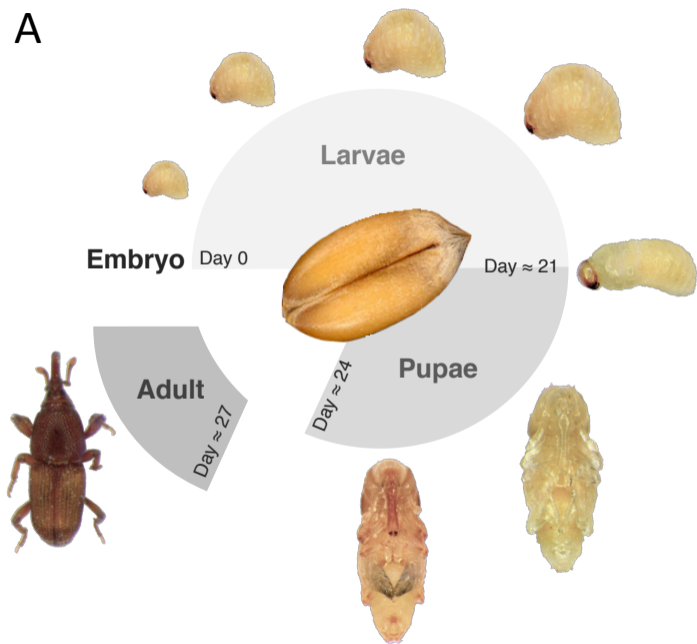 A
Larvae
Embryo
Day 0
Day ≈ 21
Pupae
Day ≈ 24
Adult
Day ≈ 27